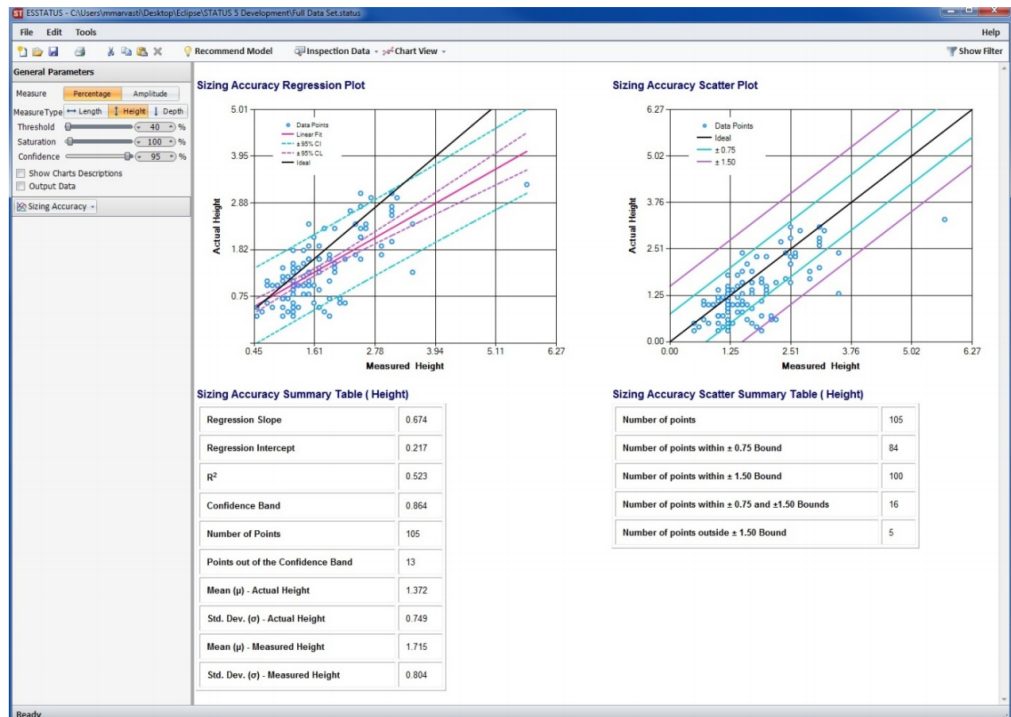 ESSTATUS - C:\Users\mmarvasti\Desktop\Eclipse\STATUS 5 Development\Full Data Set.status
File Edit Tools Help
Recommend Model Inspection Data Chart View Show Filter
General Parameters
Measure Percentage Amplitude
MeasureType Length Height Depth
Threshold 40 %
Saturation 100 %
Confidence 95 %
Show Charts Descriptions
Output Data
Sizing Accuracy
Sizing Accuracy Regression Plot
5.01
3.95
2.88
1.82
0.75
Actual Height
Data Points
Linear Fit
± 95% CI
± 95% CL
Ideal
0.45 1.61 2.78 3.94 5.11 6.27
Measured Height
Sizing Accuracy Scatter Plot
6.27
5.02
3.76
2.51
1.25
0.00
Actual Height
Data Points
Ideal
± 0.75
± 1.50
0.00 1.25 2.51 3.76 5.02 6.27
Measured Height
Sizing Accuracy Summary Table ( Height)
Regression Slope 0.674
Regression Intercept 0.217
R² 0.523
Confidence Band 0.864
Number of Points 105
Points out of the Confidence Band 13
Mean (μ) - Actual Height 1.372
Std. Dev. (σ) - Actual Height 0.749
Mean (μ) - Measured Height 1.715
Std. Dev. (σ) - Measured Height 0.804
Sizing Accuracy Scatter Summary Table ( Height)
Number of points 105
Number of points within ± 0.75 Bound 84
Number of points within ± 1.50 Bound 100
Number of points within ± 0.75 and ±1.50 Bounds 16
Number of points outside ± 1.50 Bound 5
Ready